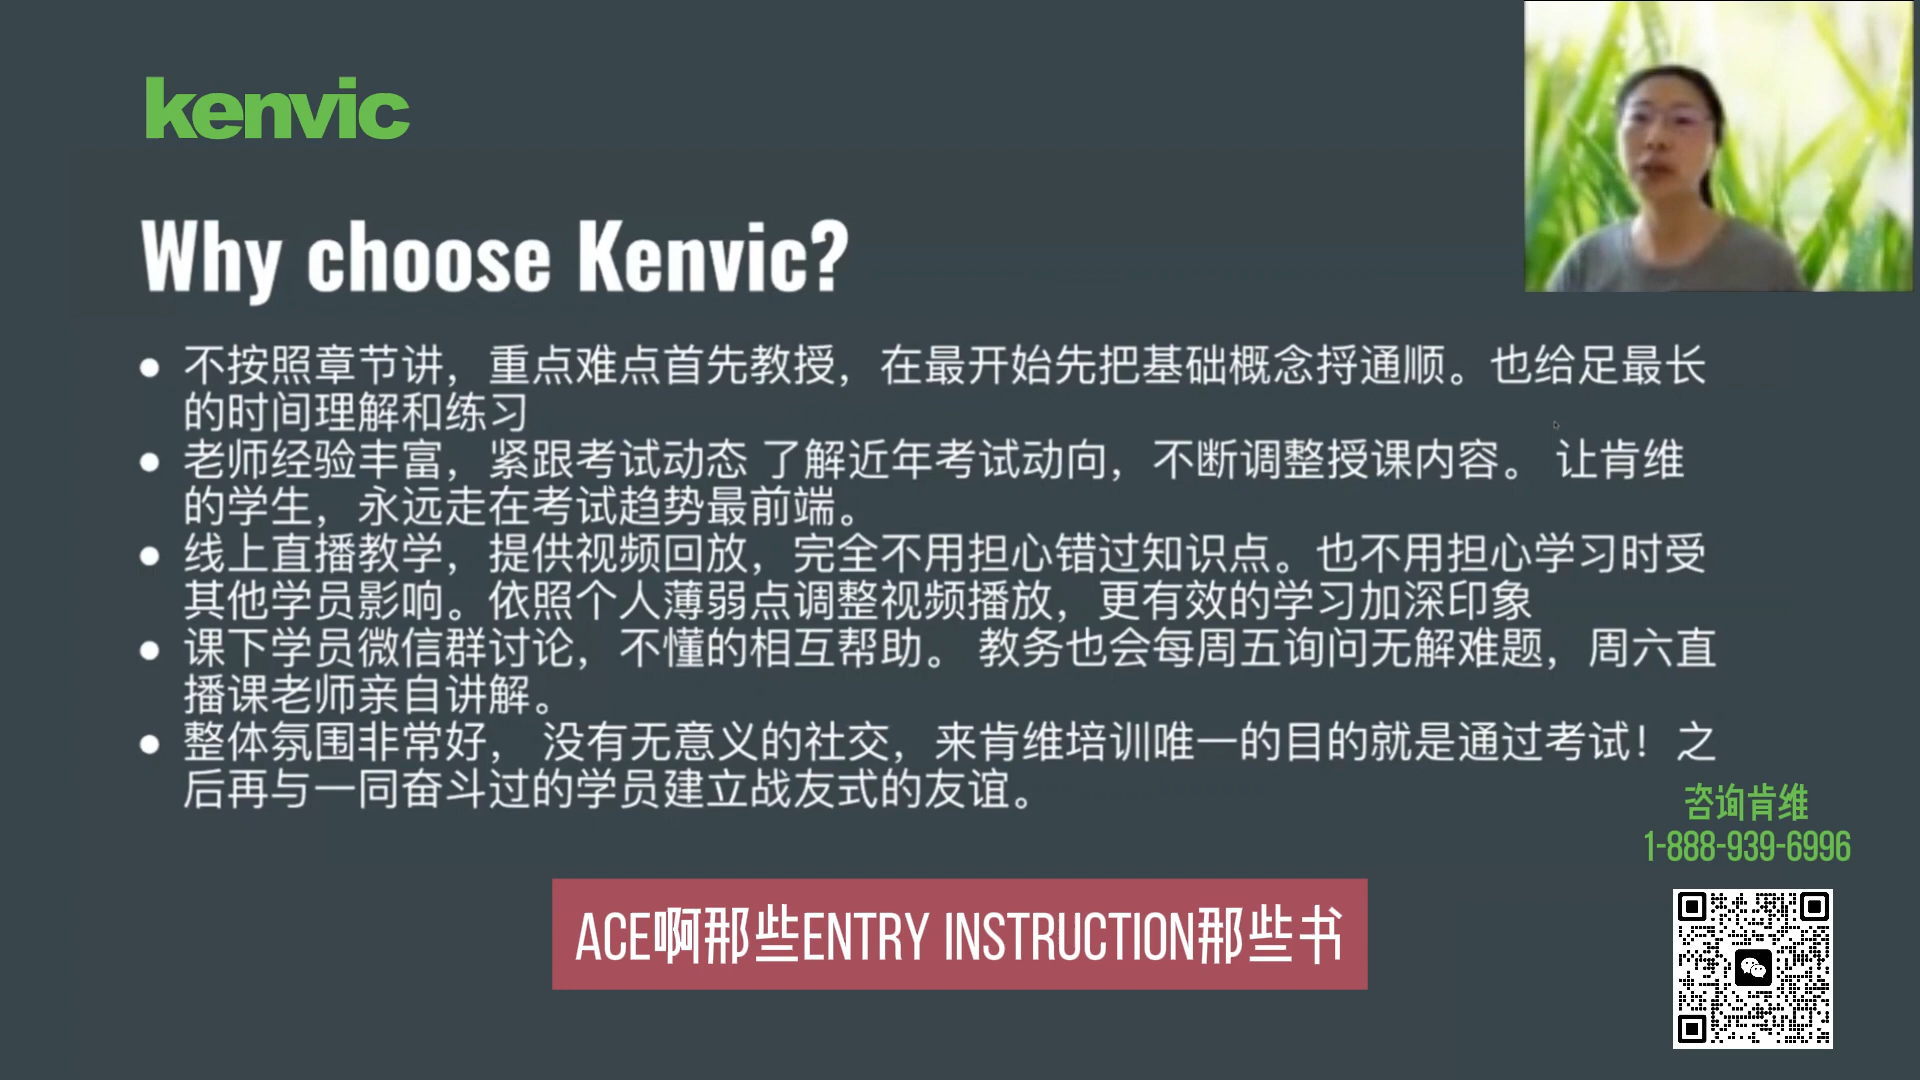 kenvic
Why choose Kenvic?
● 不按照章节讲，重点难点首先教授，在最开始先把基础概念捋通顺。也给足最长
的时间理解和练习
● 老师经验丰富，紧跟考试动态 了解近年考试动向，不断调整授课内容。 让肯维
的学生，永远走在考试趋势最前端。
● 线上直播教学，提供视频回放，完全不用担心错过知识点。也不用担心学习时受
其他学员影响。依照个人薄弱点调整视频播放，更有效的学习加深印象
● 课下学员微信群讨论，不懂的相互帮助。 教务也会每周五询问无解难题，周六直
播课老师亲自讲解。
● 整体氛围非常好， 没有无意义的社交，来肯维培训唯一的目的就是通过考试！之
后再与一同奋斗过的学员建立战友式的友谊。
咨询肯维
1-888-939-6996
ACE啊那些ENTRY INSTRUCTION那些书